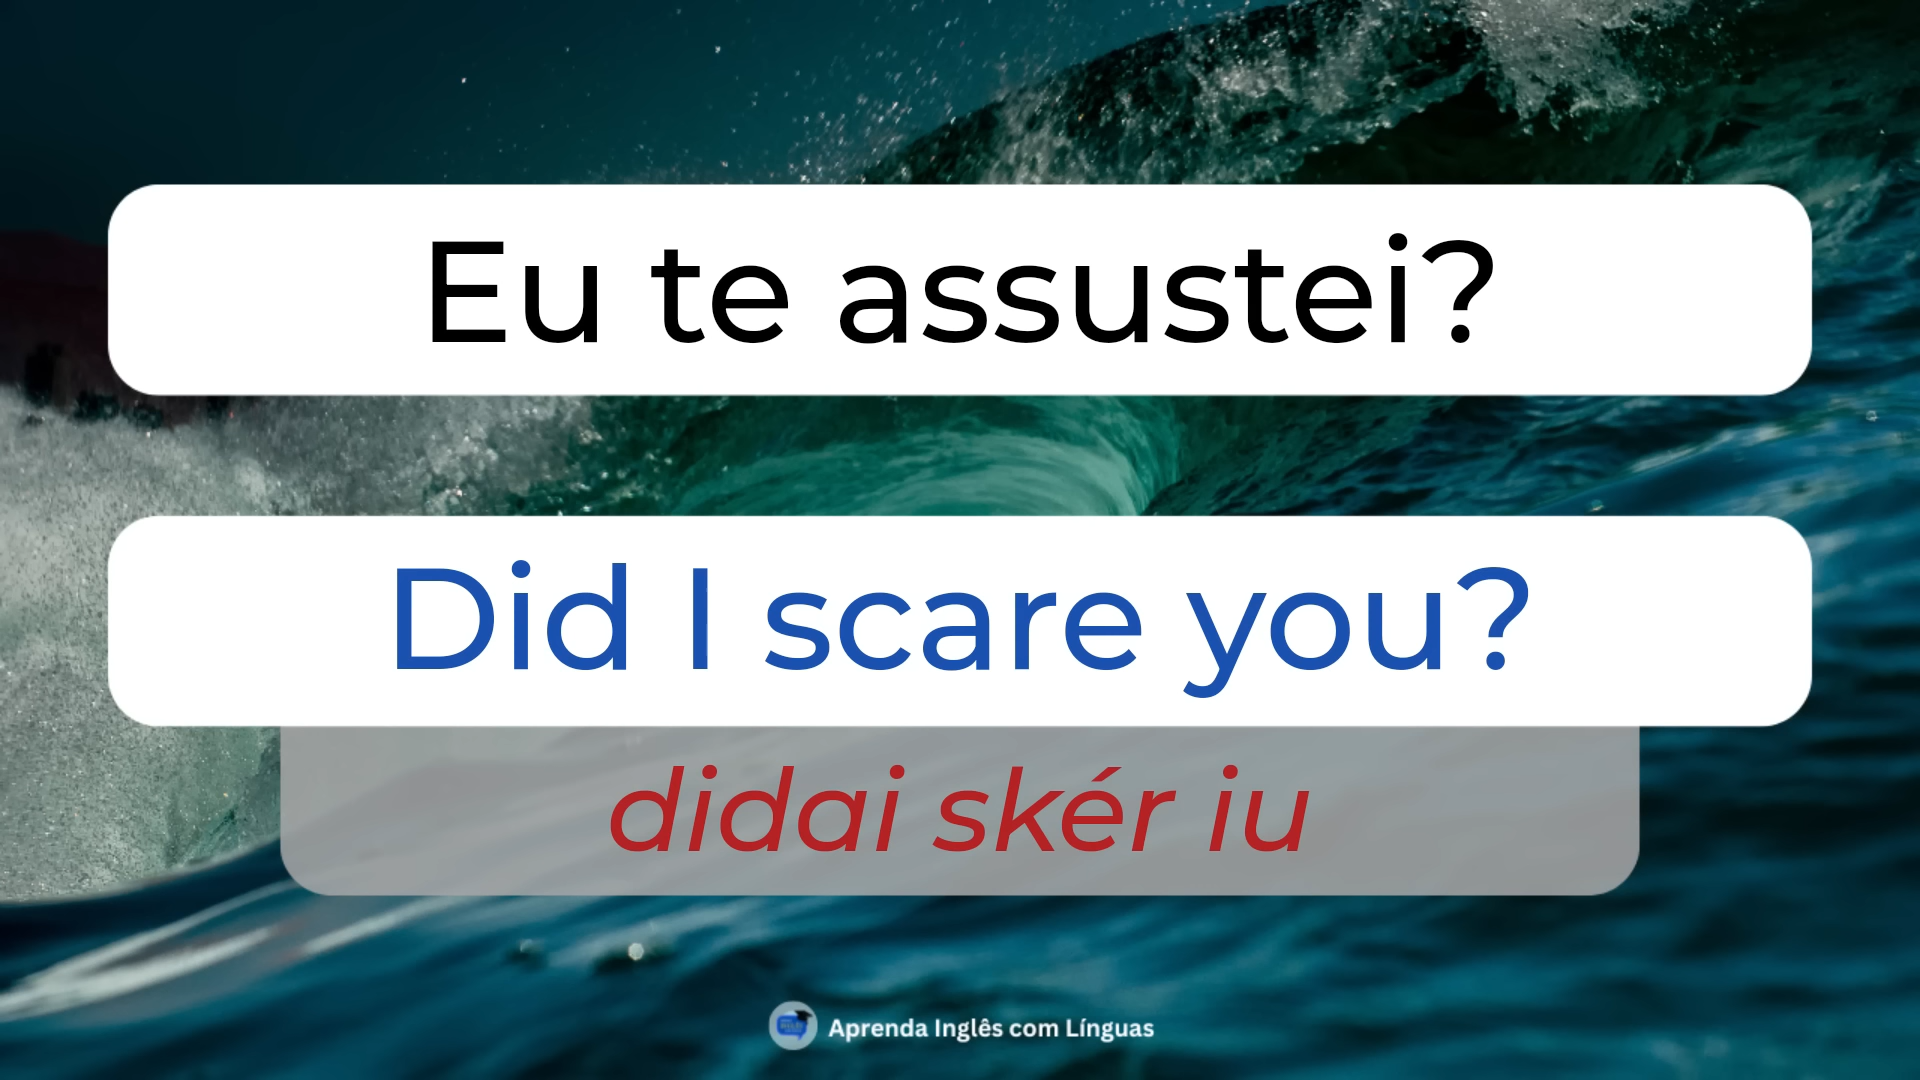 Eu te assustei?
Did I scare you?
didai skér iu
Aprenda Inglês com Línguas